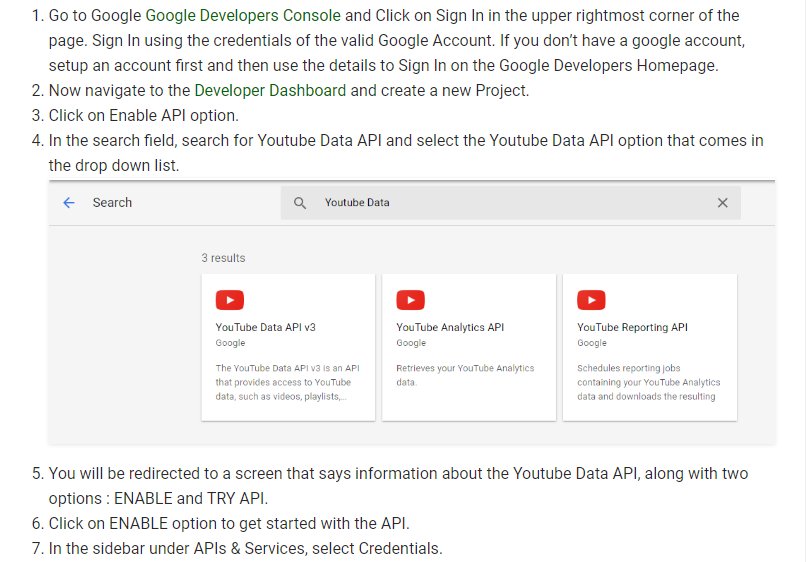 1. Go to Google Google Developers Console and Click on Sign In in the upper rightmost corner of the
page. Sign In using the credentials of the valid Google Account. If you don’t have a google account,
setup an account first and then use the details to Sign In on the Google Developers Homepage.
2. Now navigate to the Developer Dashboard and create a new Project.
3. Click on Enable API option.
4. In the search field, search for Youtube Data API and select the Youtube Data API option that comes in
the drop down list.
Search
Youtube Data
3 results
YouTube Data API v3
Google
The YouTube Data API v3 is an API
that provides access to YouTube
data, such as videos, playlists,...
YouTube Analytics API
Google
Retrieves your YouTube Analytics
data.
YouTube Reporting API
Google
Schedules reporting jobs
containing your YouTube Analytics
data and downloads the resulting
5. You will be redirected to a screen that says information about the Youtube Data API, along with two
options : ENABLE and TRY API.
6. Click on ENABLE option to get started with the API.
7. In the sidebar under APIs & Services, select Credentials.